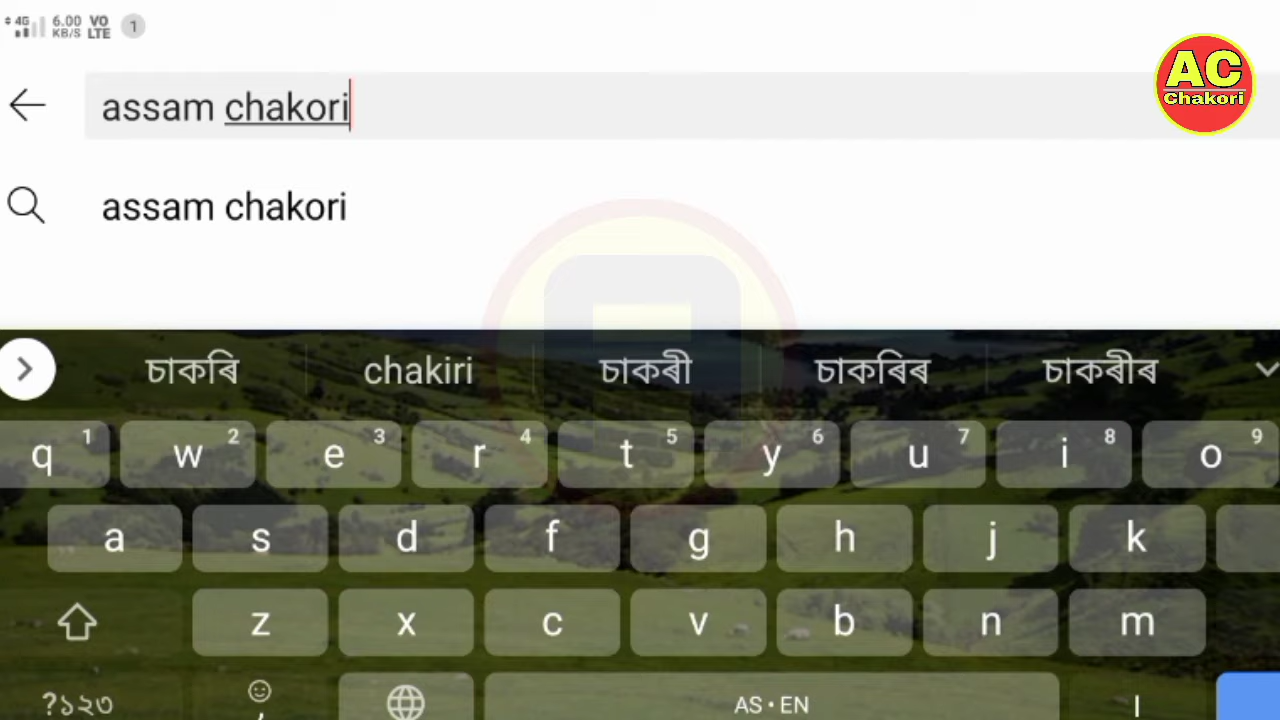 4G 6.00 KB/S VO LTE 1
AC
Chakori
assam chakori
assam chakori
চাকৰি chakiri চাকৰী চাকৰিৰ চাকৰীৰ
q 1 w 2 e 3 r 4 t 5 y 6 u 7 i 8 o 9
a s d f g h j k
z x c v b n m
?১২৩ , AS • EN ।